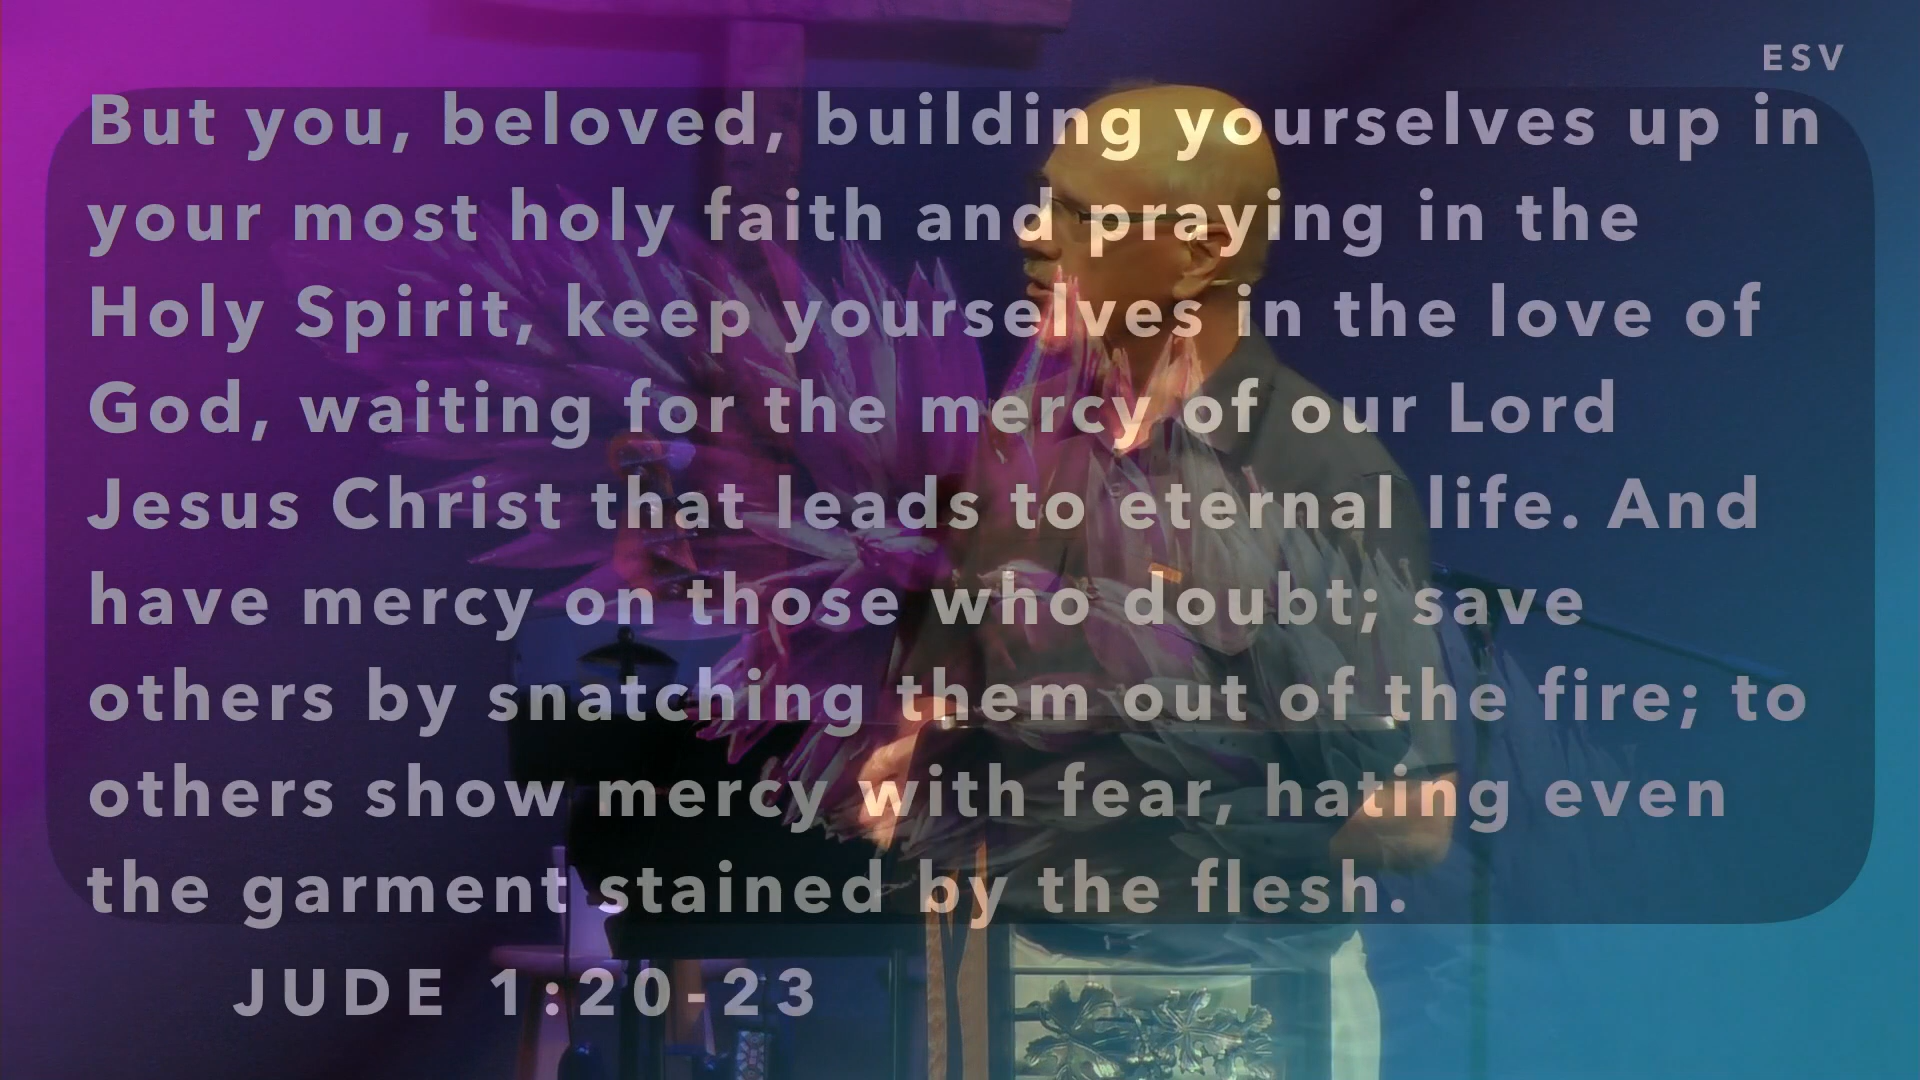 ESV
But you, beloved, building yourselves up in
your most holy faith and praying in the
Holy Spirit, keep yourselves in the love of
God, waiting for the mercy of our Lord
Jesus Christ that leads to eternal life. And
have mercy on those who doubt; save
others by snatching them out of the fire; to
others show mercy with fear, hating even
the garment stained by the flesh.
JUDE 1:20-23